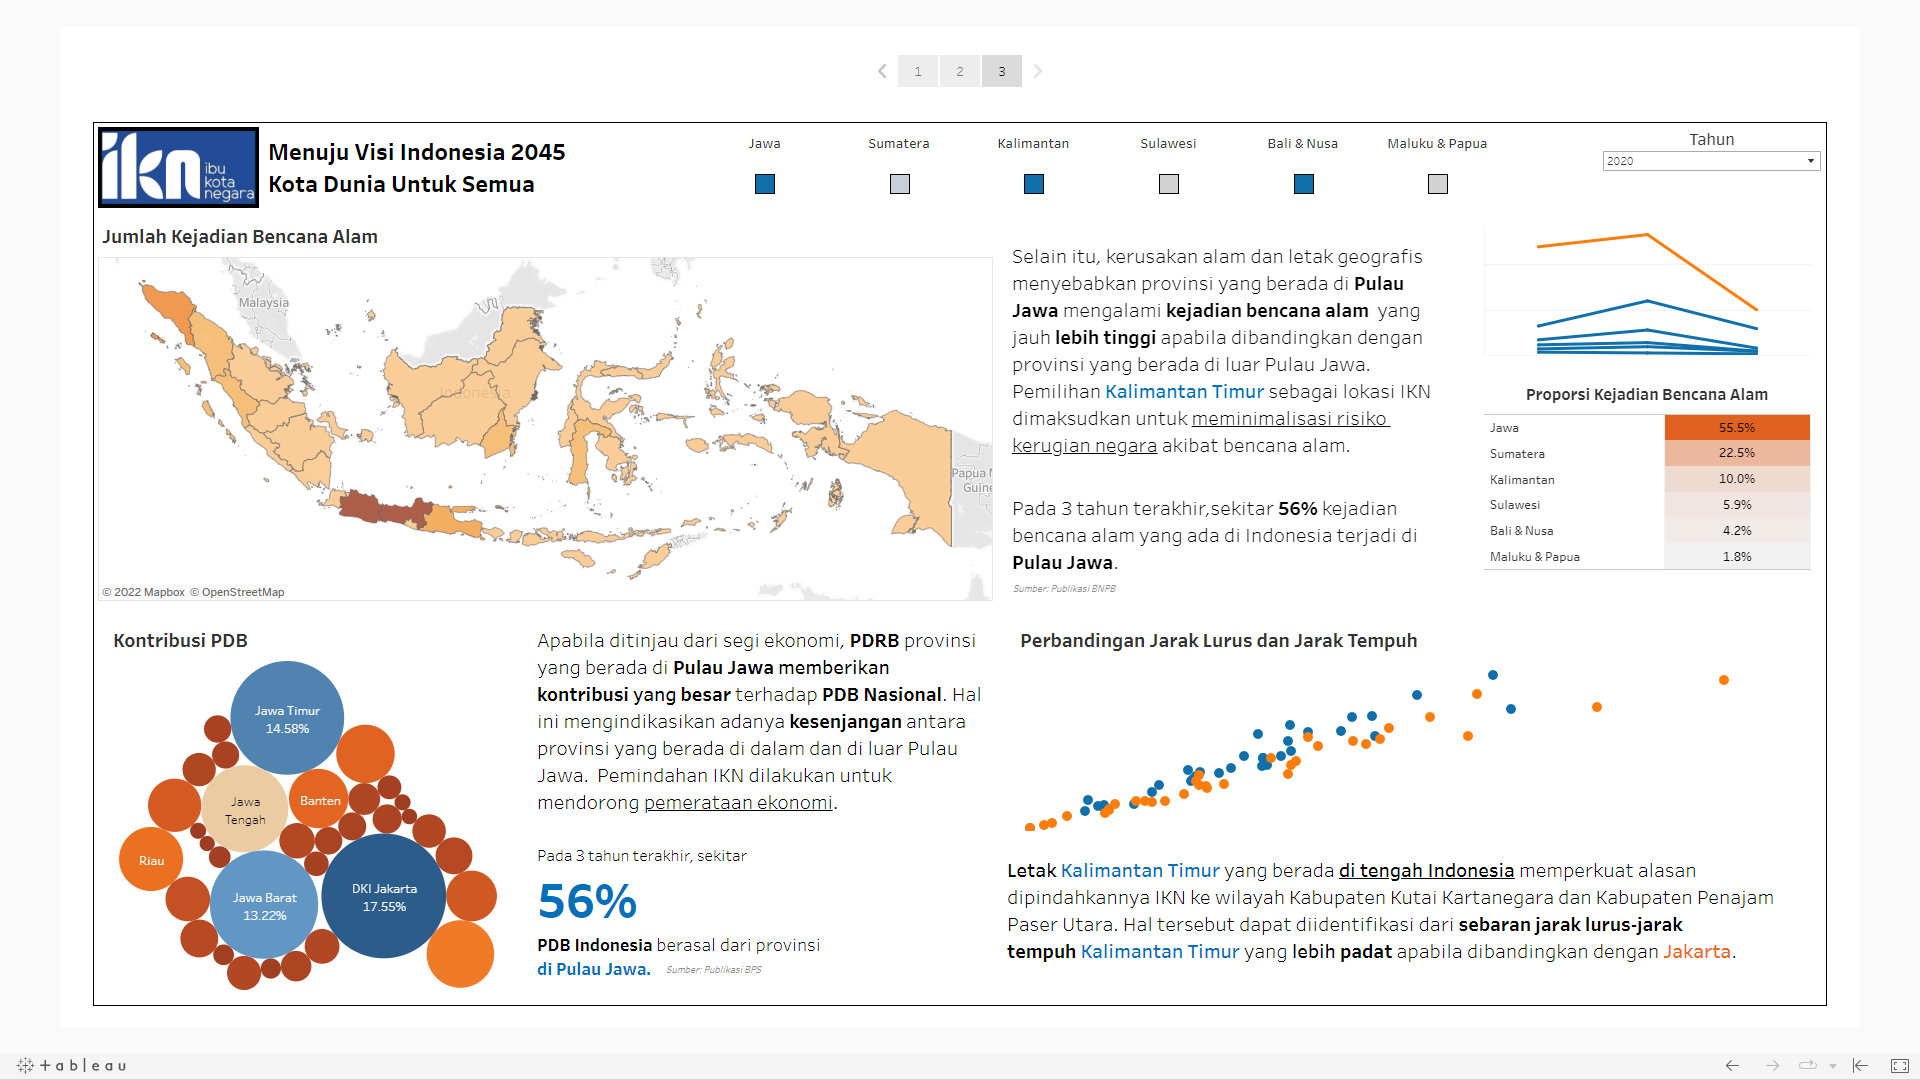 1
2
3
ikn
ibu
kota
negara
Menuju Visi Indonesia 2045
Kota Dunia Untuk Semua
Jawa
Sumatera
Kalimantan
Sulawesi
Bali & Nusa
Maluku & Papua
Tahun
2020
Jumlah Kejadian Bencana Alam
Malaysia
Indonesia
Papua N
Guine
© 2022 Mapbox © OpenStreetMap
Selain itu, kerusakan alam dan letak geografis
menyebabkan provinsi yang berada di Pulau
Jawa mengalami kejadian bencana alam yang
jauh lebih tinggi apabila dibandingkan dengan
provinsi yang berada di luar Pulau Jawa.
Pemilihan Kalimantan Timur sebagai lokasi IKN
dimaksudkan untuk meminimalisasi risiko
kerugian negara akibat bencana alam.
Pada 3 tahun terakhir,sekitar 56% kejadian
bencana alam yang ada di Indonesia terjadi di
Pulau Jawa.
Sumber: Publikasi BNPB
Proporsi Kejadian Bencana Alam
Jawa 55.5%
Sumatera 22.5%
Kalimantan 10.0%
Sulawesi 5.9%
Bali & Nusa 4.2%
Maluku & Papua 1.8%
Kontribusi PDB
Jawa Timur
14.58%
Jawa
Tengah
Banten
Riau
Jawa Barat
13.22%
DKI Jakarta
17.55%
Apabila ditinjau dari segi ekonomi, PDRB provinsi
yang berada di Pulau Jawa memberikan
kontribusi yang besar terhadap PDB Nasional. Hal
ini mengindikasikan adanya kesenjangan antara
provinsi yang berada di dalam dan di luar Pulau
Jawa. Pemindahan IKN dilakukan untuk
mendorong pemerataan ekonomi.
Pada 3 tahun terakhir, sekitar
56%
PDB Indonesia berasal dari provinsi
di Pulau Jawa. Sumber: Publikasi BPS
Perbandingan Jarak Lurus dan Jarak Tempuh
Letak Kalimantan Timur yang berada di tengah Indonesia memperkuat alasan
dipindahkannya IKN ke wilayah Kabupaten Kutai Kartanegara dan Kabupaten Penajam
Paser Utara. Hal tersebut dapat diidentifikasi dari sebaran jarak lurus-jarak
tempuh Kalimantan Timur yang lebih padat apabila dibandingkan dengan Jakarta.
+ a b l e a u